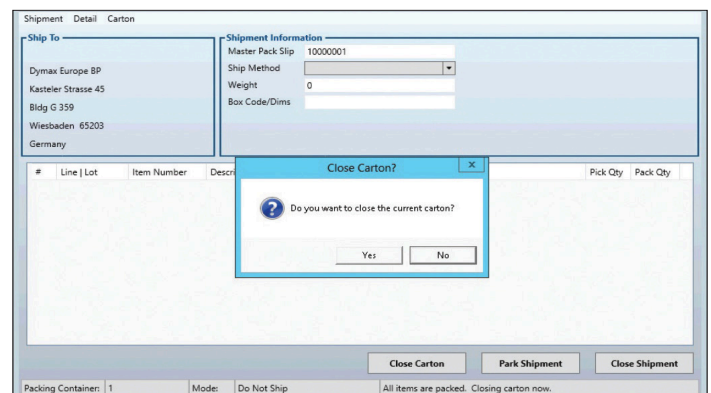 Shipment Detail Carton
Ship To
Dymax Europe BP
Kasteler Strasse 45
Bldg G 359
Wiesbaden 65203
Germany
Shipment Information
Master Pack Slip 10000001
Ship Method
Weight 0
Box Code/Dims
# Line | Lot Item Number Descri Pick Qty Pack Qty
Close Carton? x
? Do you want to close the current carton?
Yes No
Close Carton Park Shipment Close Shipment
Packing Container: 1 Mode: Do Not Ship All items are packed. Closing carton now.